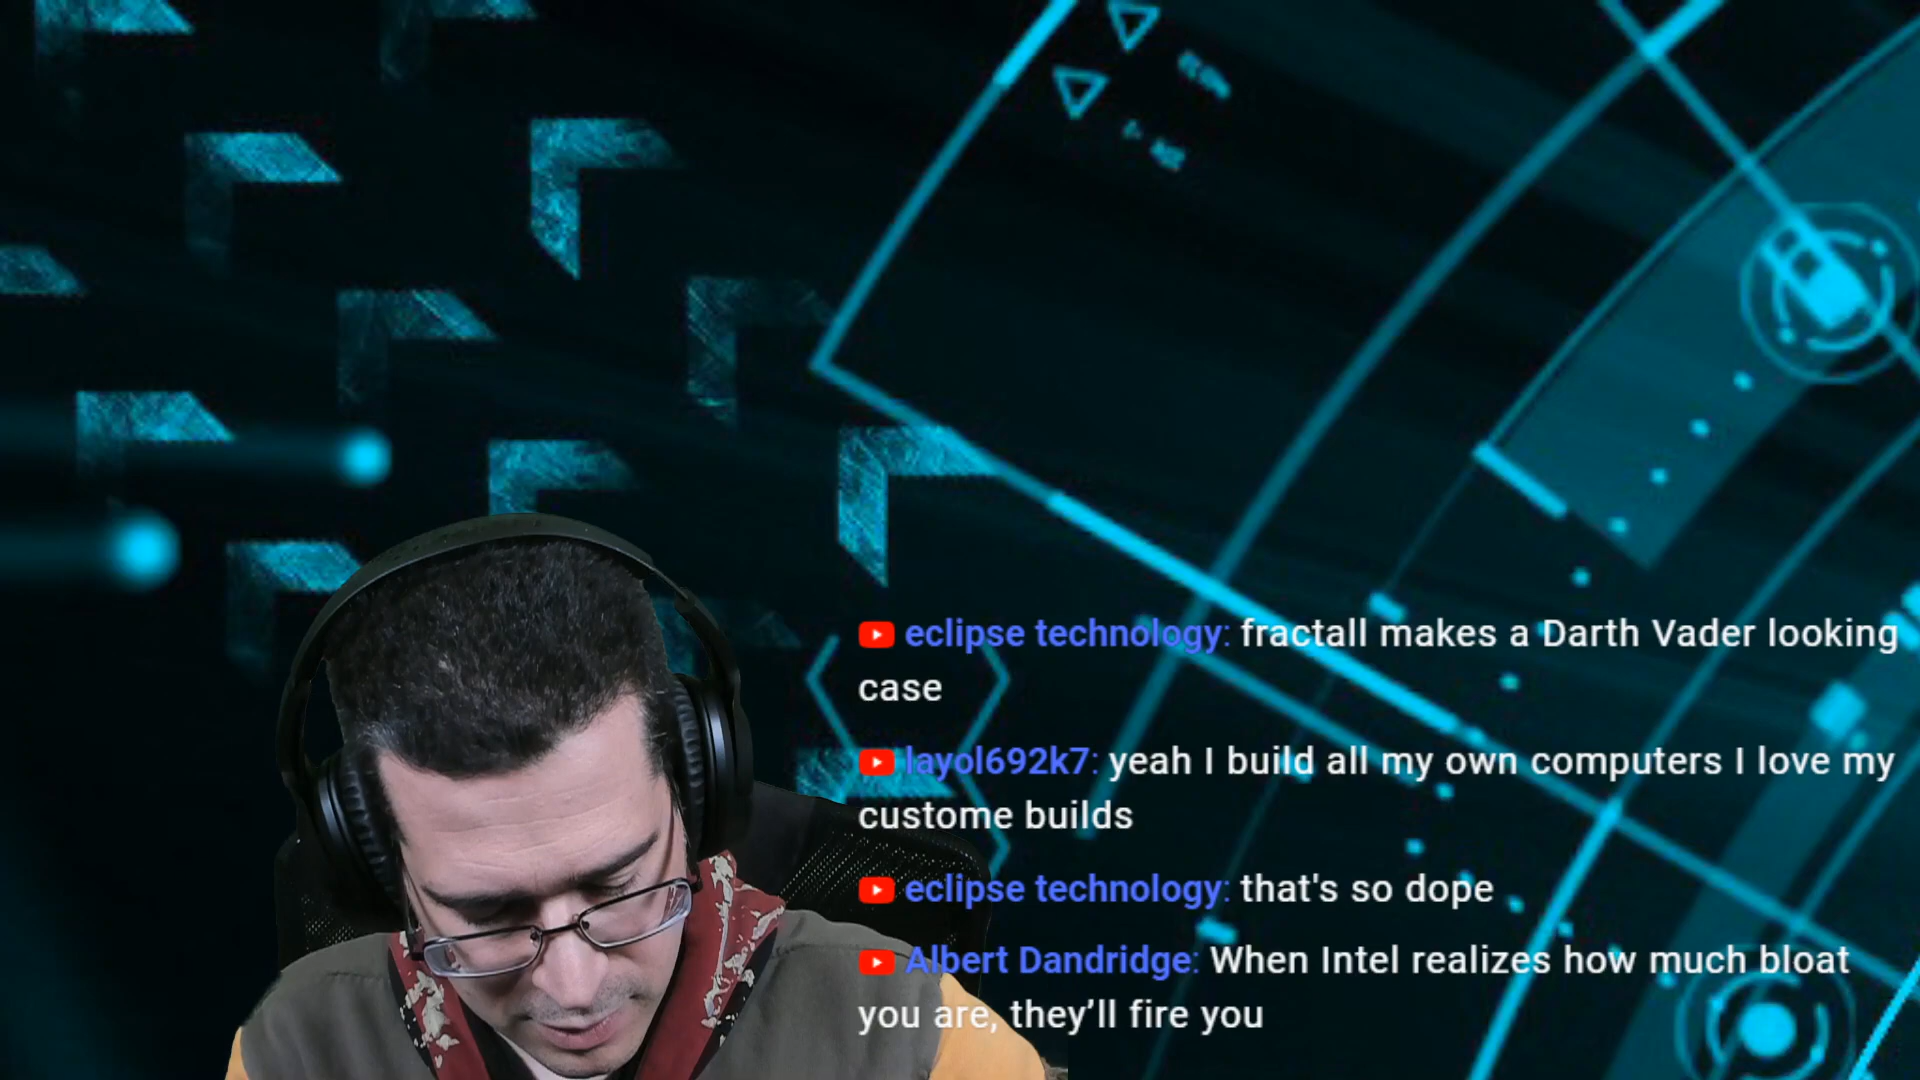 eclipse technology: fractall makes a Darth Vader looking
case
layol692k7: yeah I build all my own computers I love my
custome builds
eclipse technology: that's so dope
Albert Dandridge: When Intel realizes how much bloat
you are, they’ll fire you